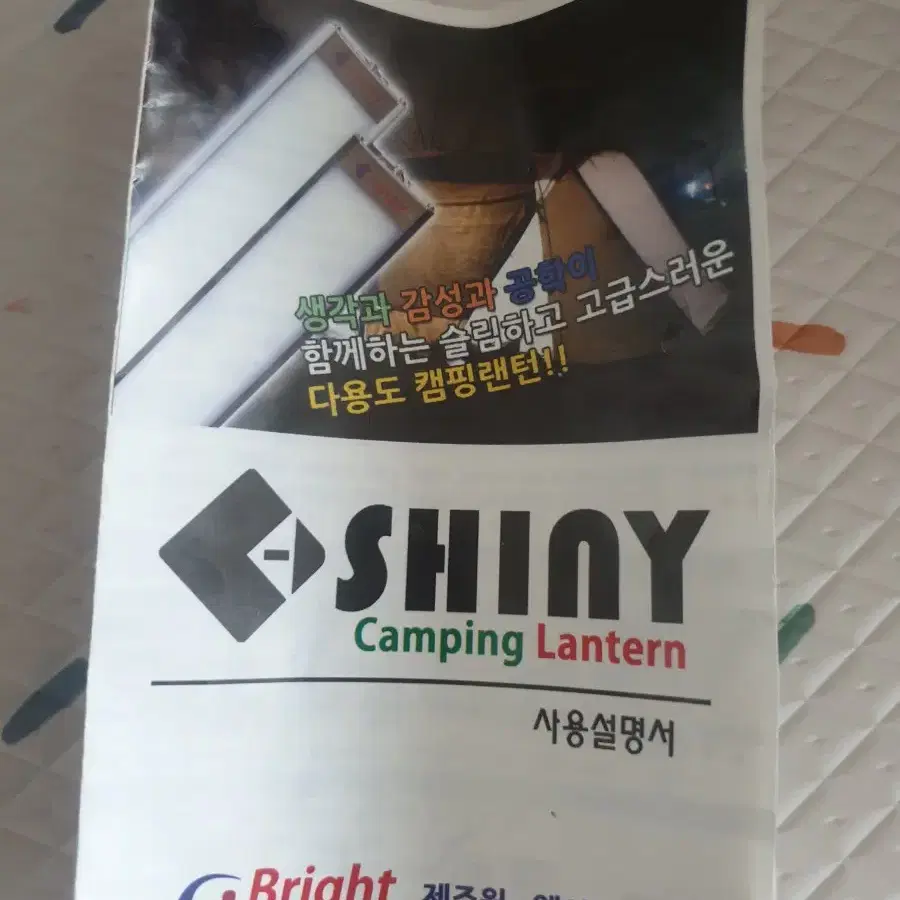 생각과 감성과 공학이
함께하는 슬림하고 고급스러운
다용도 캠핑랜턴!!
SHINY
Camping Lantern
사용설명서
Bright